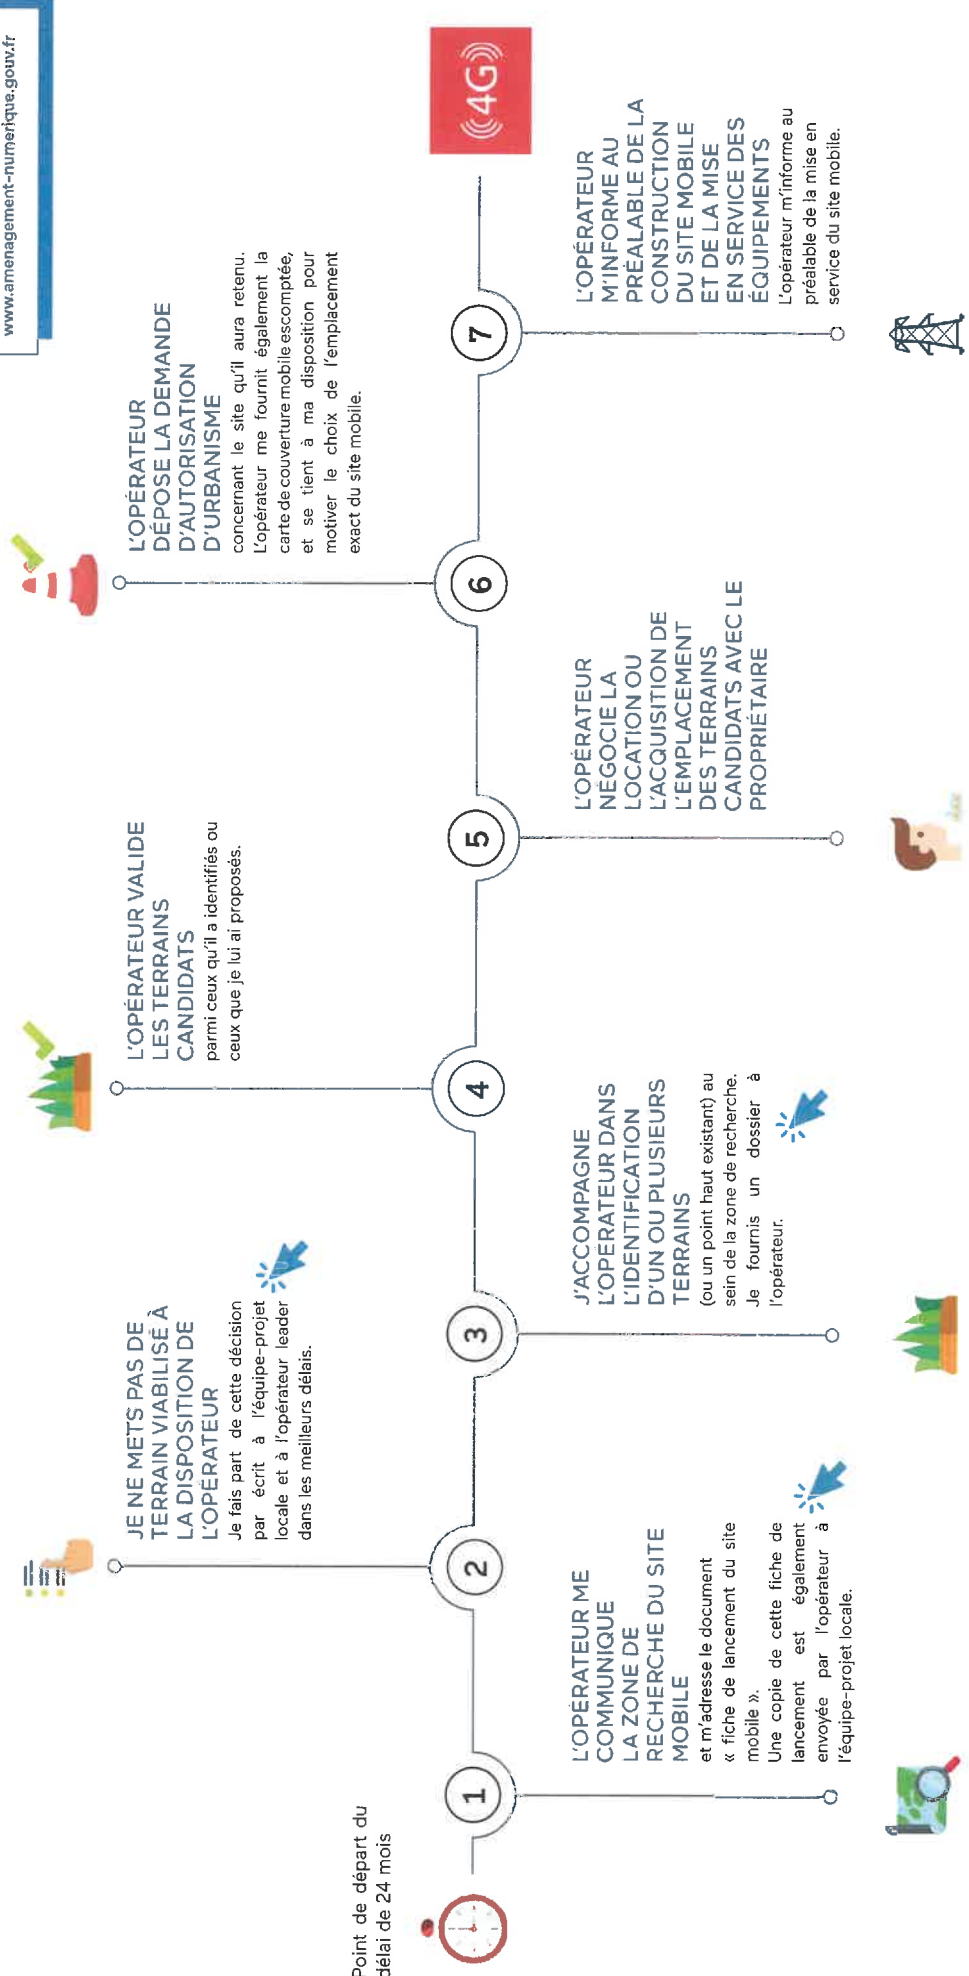 www.amenagement-numerique.gouv.fr
Point de départ du
délai de 24 mois
1
L'OPÉRATEUR ME
COMMUNIQUE
LA ZONE DE
RECHERCHE DU SITE
MOBILE
et m'adresse le document
« fiche de lancement du site
mobile ».
Une copie de cette fiche de
lancement est également
envoyée par l'opérateur à
l'équipe-projet locale.
2
JE NE METS PAS DE
TERRAIN VIABILISÉ À
LA DISPOSITION DE
L'OPÉRATEUR
Je fais part de cette décision
par écrit à l'équipe-projet
locale et à l'opérateur leader
dans les meilleurs délais.
3
J'ACCOMPAGNE
L'OPÉRATEUR DANS
L'IDENTIFICATION
D'UN OU PLUSIEURS
TERRAINS
(ou un point haut existant) au
sein de la zone de recherche.
Je fournis un dossier à
l'opérateur.
4
L'OPÉRATEUR VALIDE
LES TERRAINS
CANDIDATS
parmi ceux qu'il a identifiés ou
ceux que je lui ai proposés.
5
L'OPÉRATEUR
NÉGOCIE LA
LOCATION OU
L'ACQUISITION DE
L'EMPLACEMENT
DES TERRAINS
CANDIDATS AVEC LE
PROPRIÉTAIRE
6
L'OPÉRATEUR
DÉPOSE LA DEMANDE
D'AUTORISATION
D'URBANISME
concernant le site qu'il aura retenu.
L'opérateur me fournit également la
carte de couverture mobile escomptée,
et se tient à ma disposition pour
motiver le choix de l'emplacement
exact du site mobile.
7
L'OPÉRATEUR
M'INFORME AU
PRÉALABLE DE LA
CONSTRUCTION
DU SITE MOBILE
ET DE LA MISE
EN SERVICE DES
ÉQUIPEMENTS
L'opérateur m'informe au
préalable de la mise en
service du site mobile.
4G